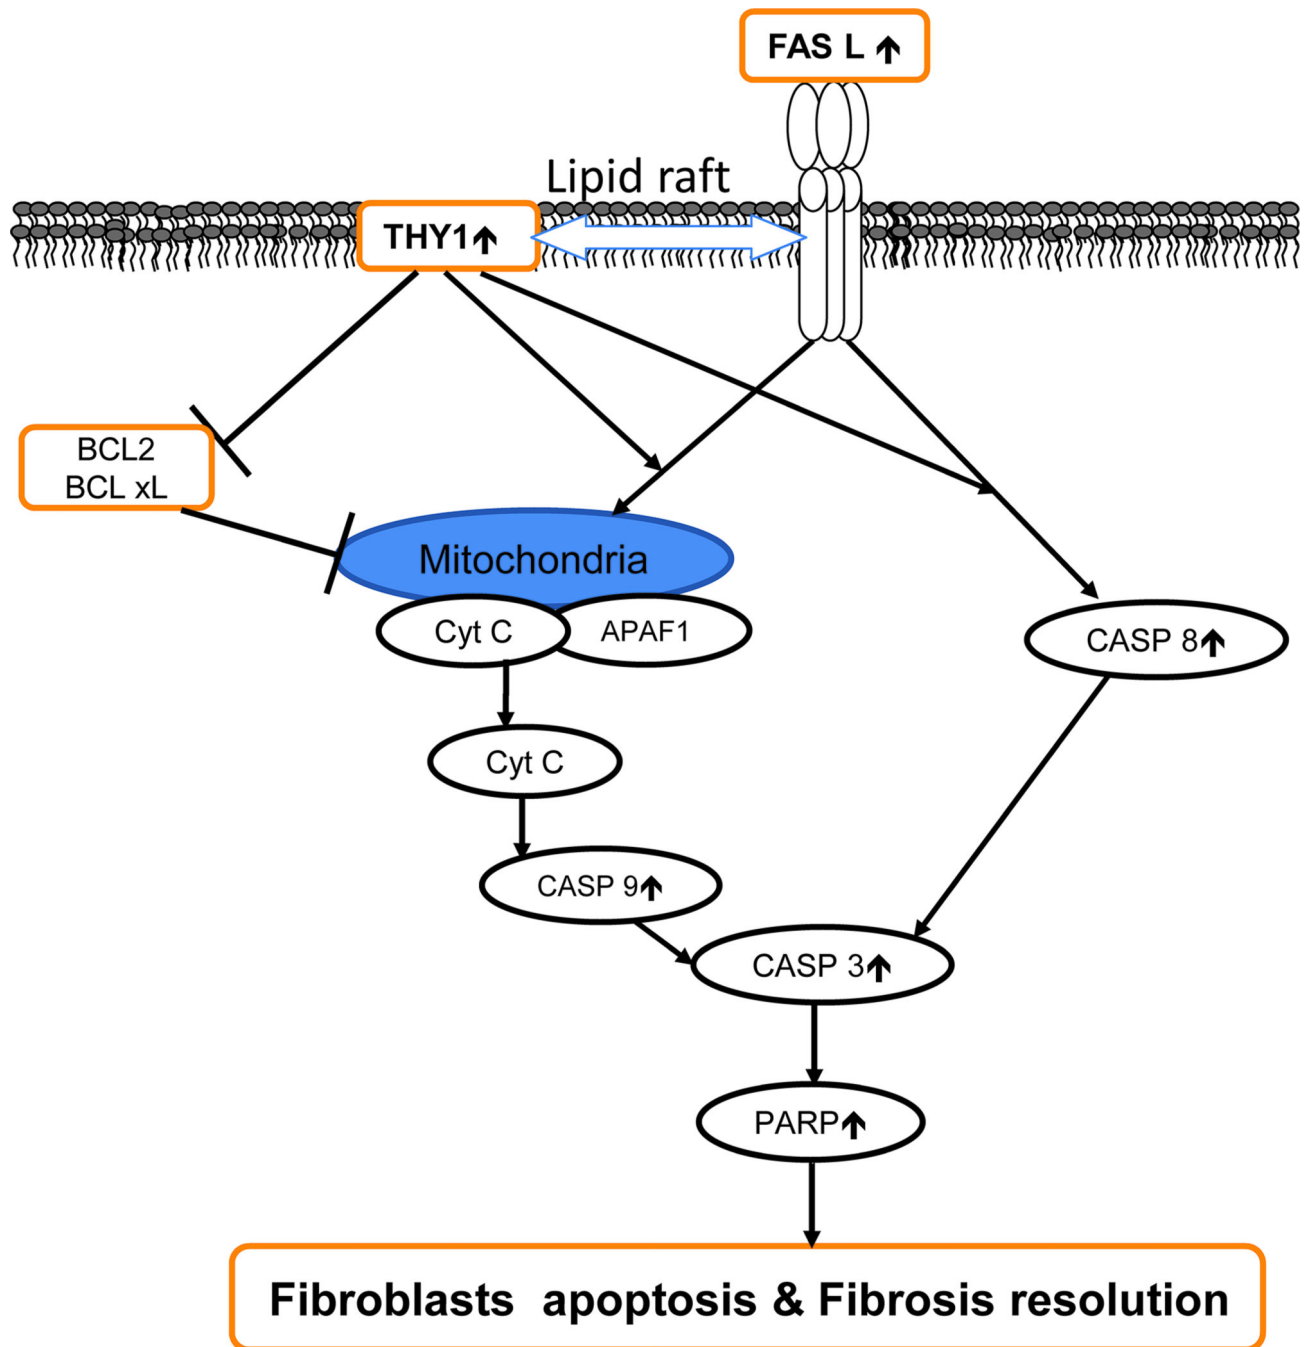 FAS L ↑
Lipid raft
THY1↑
BCL2
BCL xL
Mitochondria
Cyt C
APAF1
CASP 8↑
Cyt C
CASP 9↑
CASP 3↑
PARP↑
Fibroblasts apoptosis & Fibrosis resolution